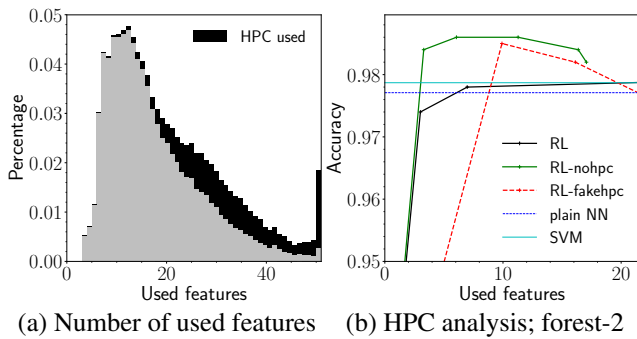 0.05
0.04
0.03
0.02
0.01
0.00
Percentage
HPC used
0
20
40
Used features
(a) Number of used features
0.98
0.97
0.96
0.95
Accuracy
RL
RL-nohpc
RL-fakehpc
plain NN
SVM
0
10
20
Used features
(b) HPC analysis; forest-2